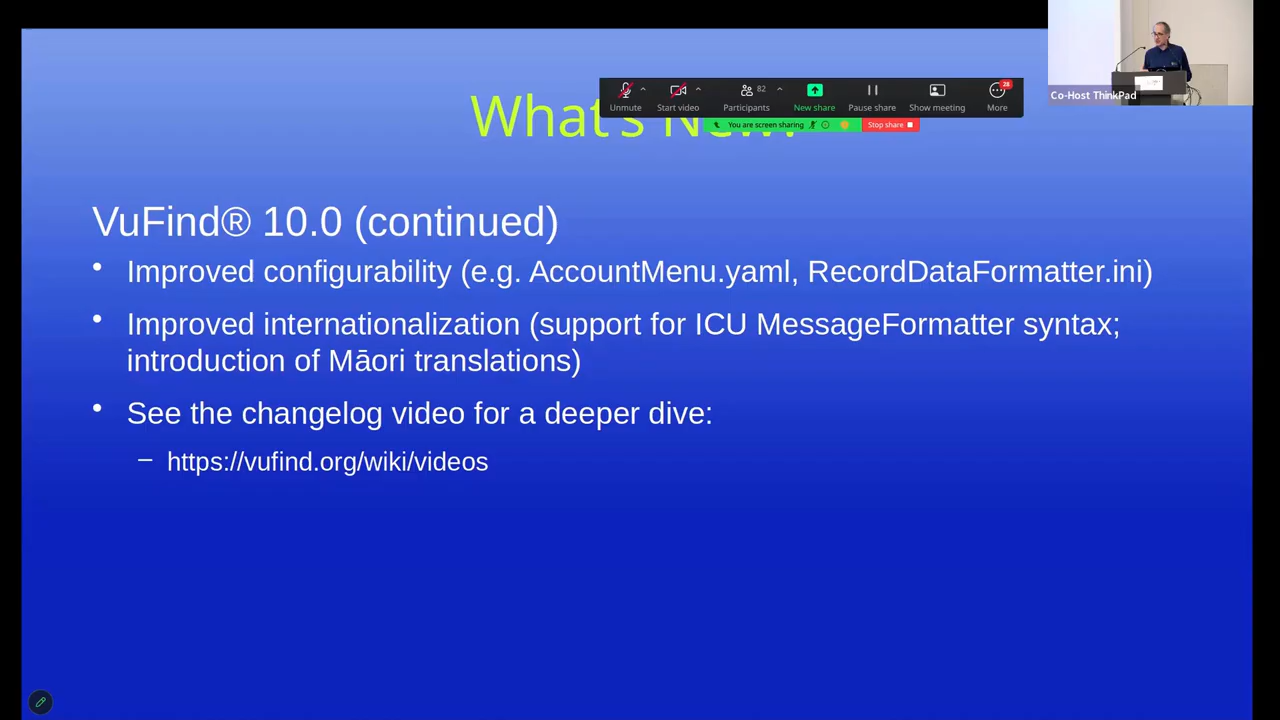 Co-Host ThinkPad
Unmute
Start video
82
Participants
New share
Pause share
Show meeting
28
More
You are screen sharing
Stop share
What's New?
VuFind® 10.0 (continued)
• Improved configurability (e.g. AccountMenu.yaml, RecordDataFormatter.ini)
• Improved internationalization (support for ICU MessageFormatter syntax;
introduction of Māori translations)
• See the changelog video for a deeper dive:
– https://vufind.org/wiki/videos